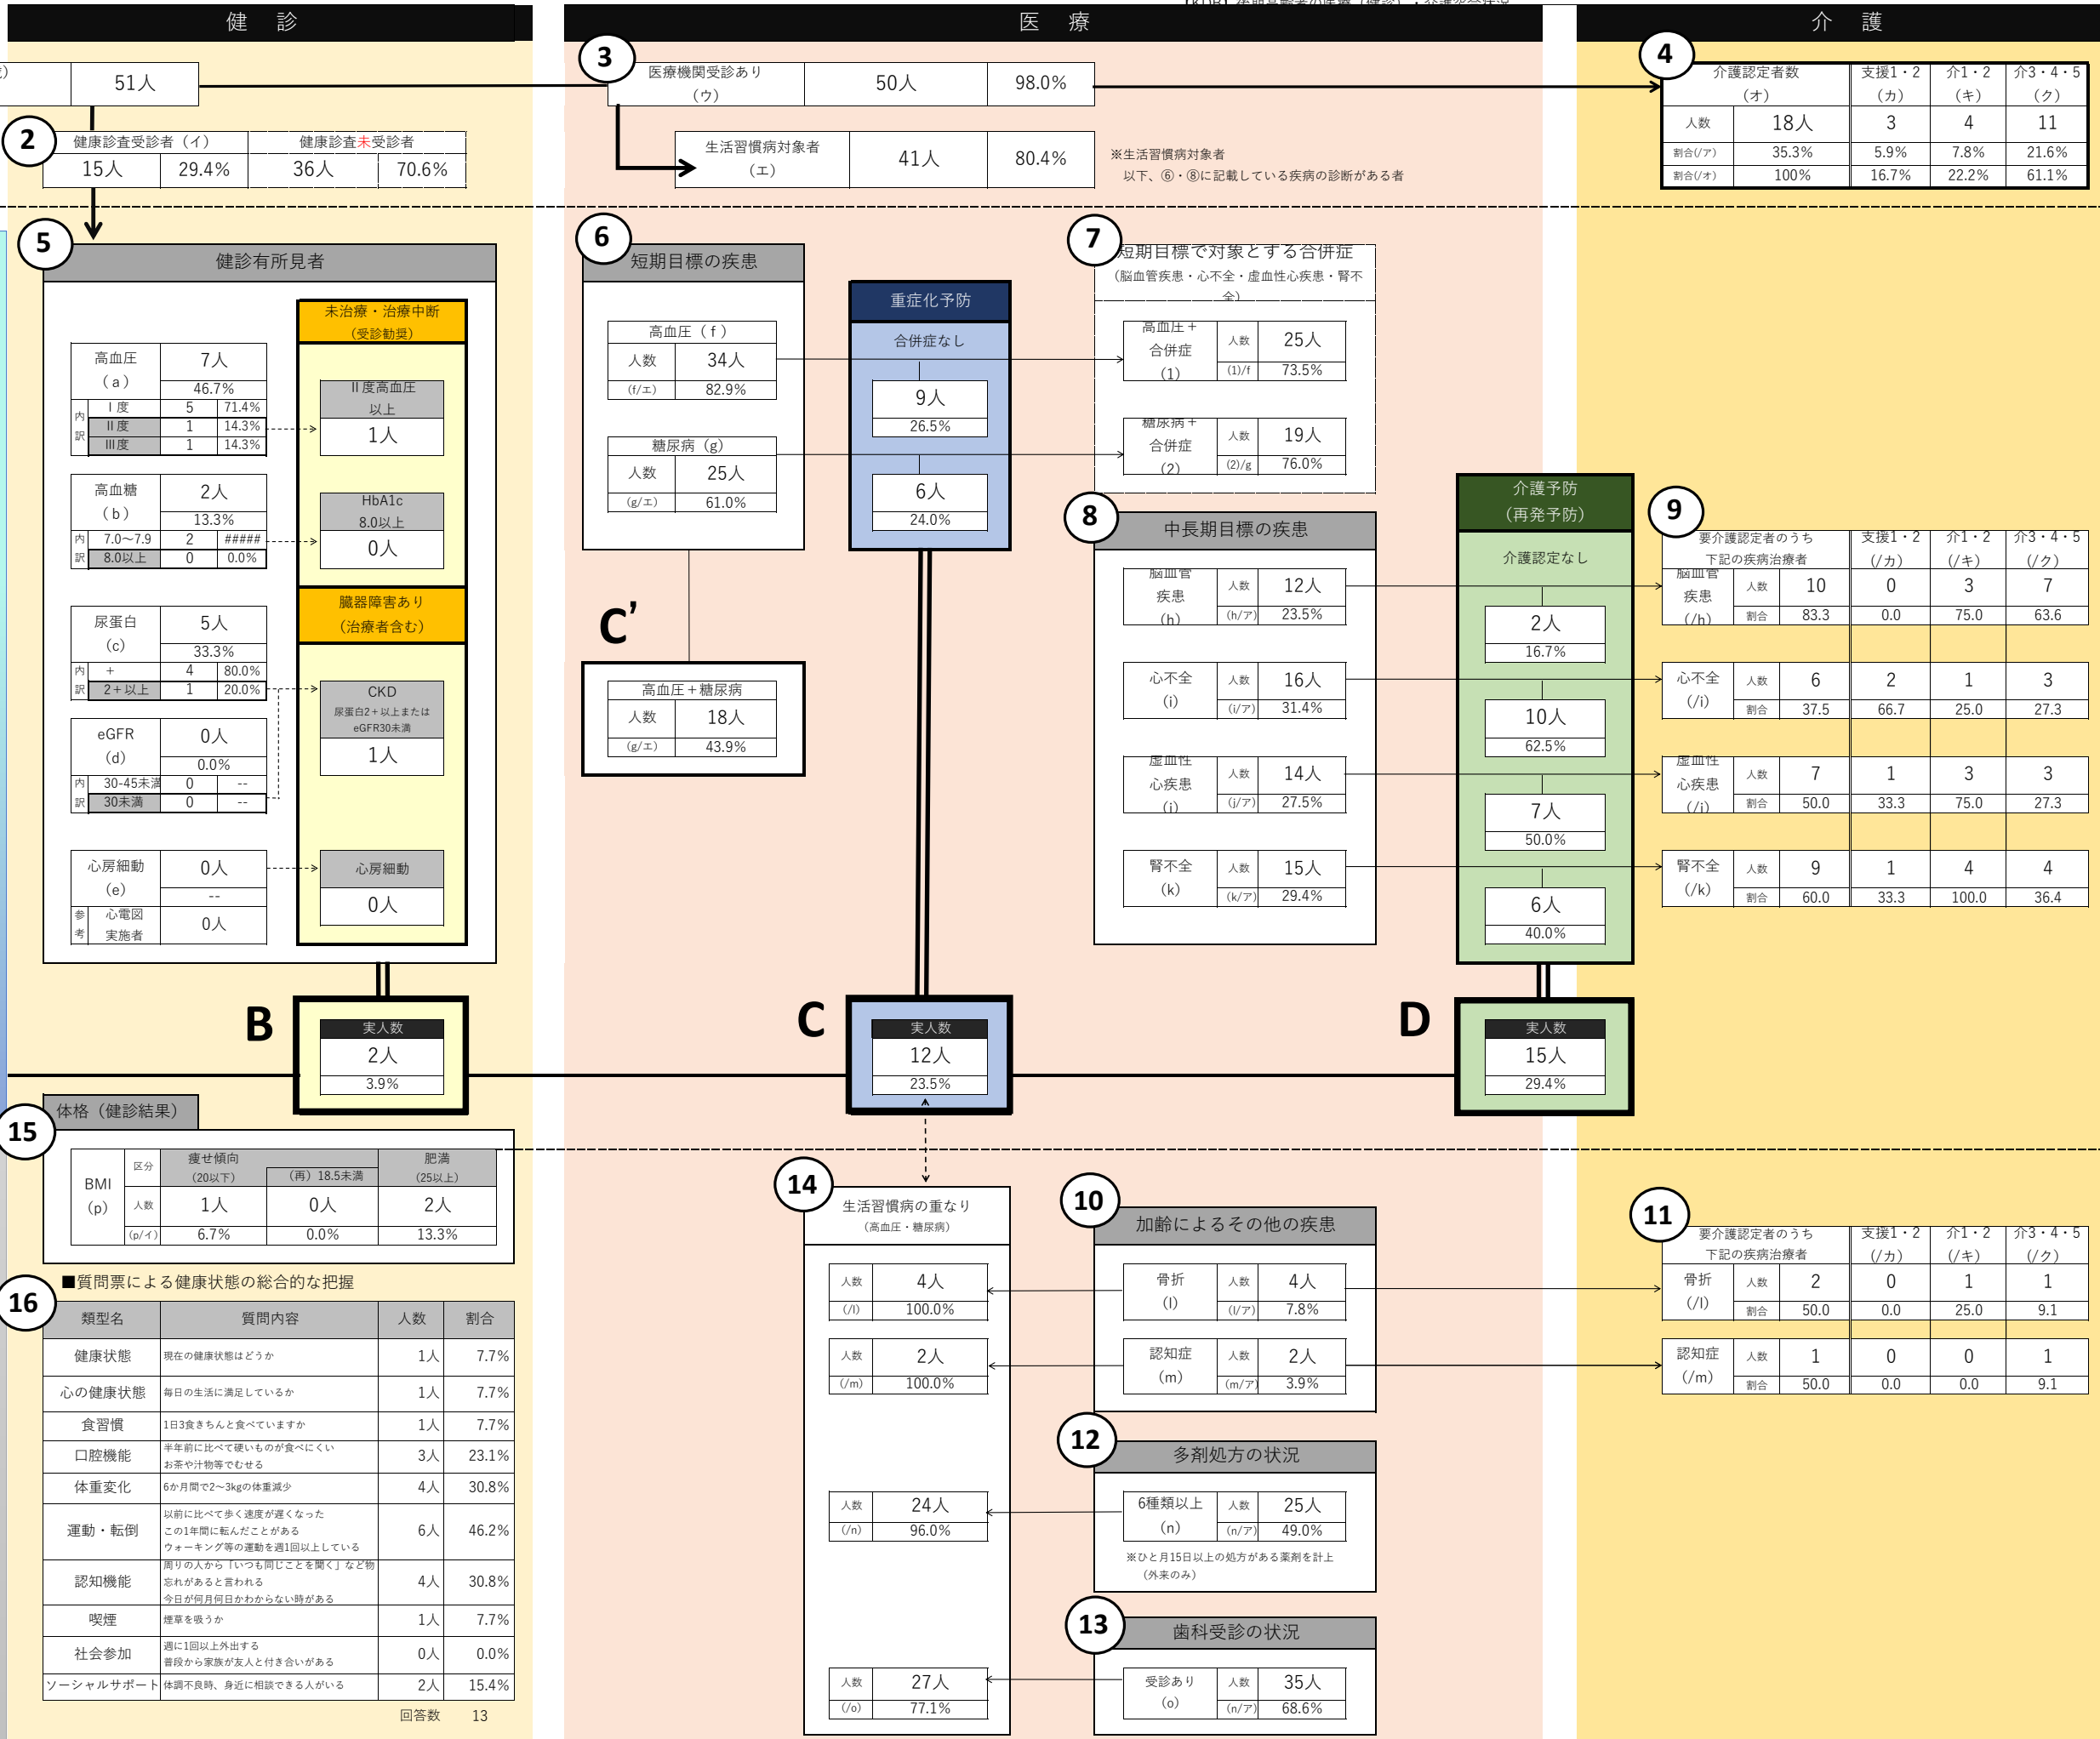 健　診
医　療
介　護
51人
3
医療機関受診あり
（ウ）
50人
98.0%
4
介護認定者数
（オ）
支援1・2
（カ）
介1・2
（キ）
介3・4・5
（ク）
人数
18人
3
4
11
割合(/ア)
35.3%
5.9%
7.8%
21.6%
割合(/オ)
100%
16.7%
22.2%
61.1%
2
健康診査受診者（イ）
健康診査未受診者
15人
29.4%
36人
70.6%
生活習慣病対象者
（エ）
41人
80.4%
※生活習慣病対象者
以下、⑥・⑧に記載している疾病の診断がある者
5
健診有所見者
未治療・治療中断
（受診勧奨）
高血圧
（a）
7人
46.7%
内訳
Ⅰ度
5
71.4%
Ⅱ度
1
14.3%
Ⅲ度
1
14.3%
Ⅱ度高血圧
以上
1人
高血糖
（b）
2人
13.3%
内訳
7.0～7.9
2
#####
8.0以上
0
0.0%
HbA1c
8.0以上
0人
臓器障害あり
（治療者含む）
尿蛋白
（c）
5人
33.3%
内訳
＋
4
80.0%
2＋以上
1
20.0%
CKD
尿蛋白2＋以上または
eGFR30未満
1人
eGFR
（d）
0人
0.0%
内訳
30-45未満
0
--
30未満
0
--
心房細動
（e）
0人
--
参考
心電図
実施者
0人
心房細動
0人
B
実人数
2人
3.9%
6
短期目標の疾患
高血圧（f）
人数
34人
(f/エ)
82.9%
糖尿病（g）
人数
25人
(g/エ)
61.0%
C'
高血圧＋糖尿病
人数
18人
(g/エ)
43.9%
重症化予防
合併症なし
9人
26.5%
6人
24.0%
C
実人数
12人
23.5%
7
短期目標で対象とする合併症
（脳血管疾患・心不全・虚血性心疾患・腎不
全）
高血圧＋
合併症
（1）
人数
25人
(1)/f
73.5%
糖尿病＋
合併症
（2）
人数
19人
(2)/g
76.0%
8
中長期目標の疾患
脳血管
疾患
（h）
人数
12人
(h/ア)
23.5%
心不全
（i）
人数
16人
(i/ア)
31.4%
虚血性
心疾患
（j）
人数
14人
(j/ア)
27.5%
腎不全
（k）
人数
15人
(k/ア)
29.4%
介護予防
（再発予防）
介護認定なし
2人
16.7%
10人
62.5%
7人
50.0%
6人
40.0%
D
実人数
15人
29.4%
9
要介護認定者のうち
下記の疾病治療者
支援1・2
（/カ）
介1・2
（/キ）
介3・4・5
（/ク）
脳血管
疾患
（/h）
人数
10
0
3
7
割合
83.3
0.0
75.0
63.6
心不全
（/i）
人数
6
2
1
3
割合
37.5
66.7
25.0
27.3
虚血性
心疾患
（/j）
人数
7
1
3
3
割合
50.0
33.3
75.0
27.3
腎不全
（/k）
人数
9
1
4
4
割合
60.0
33.3
100.0
36.4
15
体格（健診結果）
BMI
（p）
区分
痩せ傾向
（20以下）
（再）18.5未満
肥満
（25以上）
人数
1人
0人
2人
(p/イ)
6.7%
0.0%
13.3%
16
■質問票による健康状態の総合的な把握
類型名
質問内容
人数
割合
健康状態
現在の健康状態はどうか
1人
7.7%
心の健康状態
毎日の生活に満足しているか
1人
7.7%
食習慣
1日3食きちんと食べていますか
1人
7.7%
口腔機能
半年前に比べて硬いものが食べにくい
お茶や汁物等でむせる
3人
23.1%
体重変化
6か月間で2～3kgの体重減少
4人
30.8%
運動・転倒
以前に比べて歩く速度が遅くなった
この1年間に転んだことがある
ウォーキング等の運動を週1回以上している
6人
46.2%
認知機能
周りの人から「いつも同じことを聞く」など物
忘れがあると言われる
今日が何月何日かわからない時がある
4人
30.8%
喫煙
煙草を吸うか
1人
7.7%
社会参加
週に1回以上外出する
普段から家族が友人と付き合いがある
0人
0.0%
ソーシャルサポート
体調不良時、身近に相談できる人がいる
2人
15.4%
回答数
13
14
生活習慣病の重なり
（高血圧・糖尿病）
人数
4人
(/l)
100.0%
人数
2人
(/m)
100.0%
人数
24人
(/n)
96.0%
人数
27人
(/o)
77.1%
10
加齢によるその他の疾患
骨折
（l）
人数
4人
(l/ア)
7.8%
認知症
（m）
人数
2人
(m/ア)
3.9%
12
多剤処方の状況
6種類以上
（n）
人数
25人
(n/ア)
49.0%
※ひと月15日以上の処方がある薬剤を計上
（外来のみ）
13
歯科受診の状況
受診あり
（o）
人数
35人
(n/ア)
68.6%
11
要介護認定者のうち
下記の疾病治療者
支援1・2
（/カ）
介1・2
（/キ）
介3・4・5
（/ク）
骨折
（/l）
人数
2
0
1
1
割合
50.0
0.0
25.0
9.1
認知症
（/m）
人数
1
0
0
1
割合
50.0
0.0
0.0
9.1